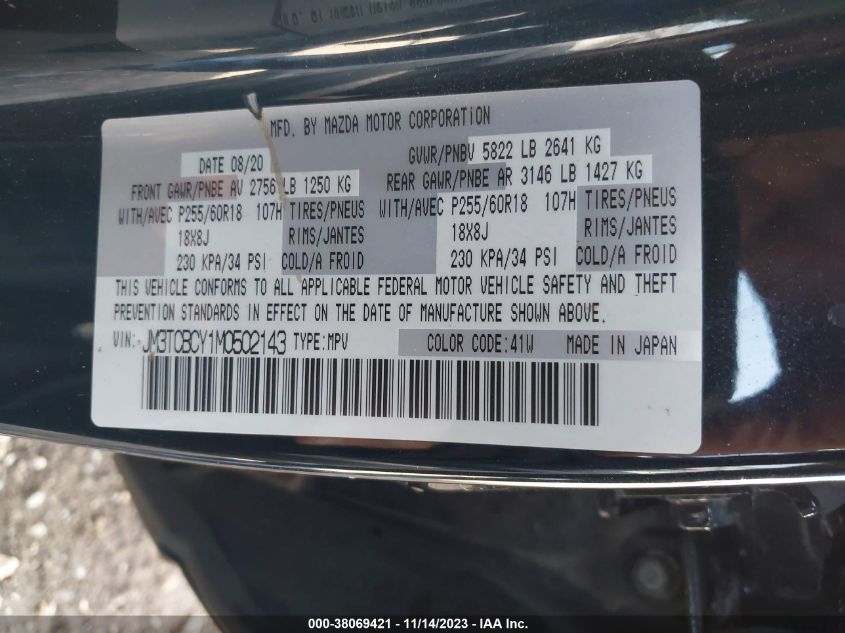 MFD. BY MAZDA MOTOR CORPORATION
DATE 08/20 GVWR/PNBV 5822 LB 2641 KG
FRONT GAWR/PNBE AV 2756 LB 1250 KG REAR GAWR/PNBE AR 3146 LB 1427 KG
WITH/AVEC P255/60R18 107H TIRES/PNEUS WITH/AVEC P255/60R18 107H TIRES/PNEUS
18X8J RIMS/JANTES 18X8J RIMS/JANTES
230 KPA/34 PSI COLD/A FROID 230 KPA/34 PSI COLD/A FROID
THIS VEHICLE CONFORMS TO ALL APPLICABLE FEDERAL MOTOR VEHICLE SAFETY AND THEFT
PREVENTION STANDARDS IN EFFECT ON THE DATE OF MANUFACTURE SHOWN ABOVE.
VIN: JM3TCBCY1M0502143 TYPE:MPV COLOR CODE:41W MADE IN JAPAN
000-38069421 - 11/14/2023 - IAA Inc.